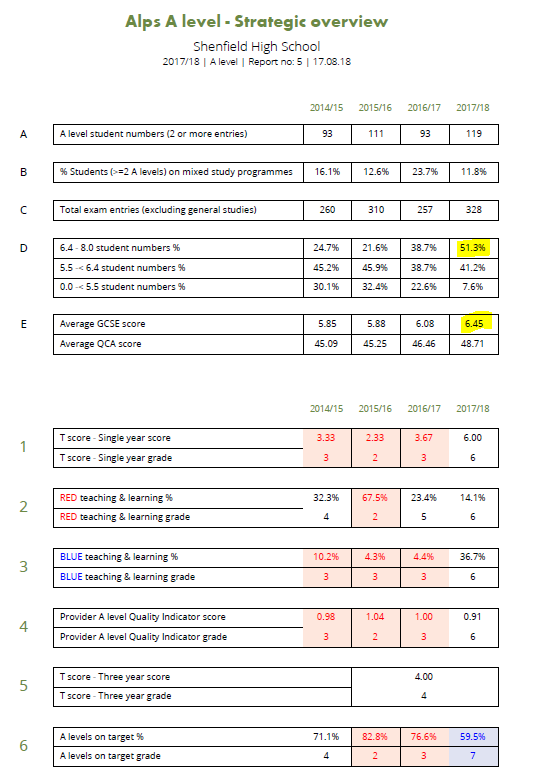 Alps A level - Strategic overview
Shenfield High School
2017/18 | A level | Report no: 5 | 17.08.18
2014/15 2015/16 2016/17 2017/18
A A level student numbers (2 or more entries) 93 111 93 119
B % Students (>=2 A levels) on mixed study programmes 16.1% 12.6% 23.7% 11.8%
C Total exam entries (excluding general studies) 260 310 257 328
D 6.4 - 8.0 student numbers % 24.7% 21.6% 38.7% 51.3%
5.5 -< 6.4 student numbers % 45.2% 45.9% 38.7% 41.2%
0.0 -< 5.5 student numbers % 30.1% 32.4% 22.6% 7.6%
E Average GCSE score 5.85 5.88 6.08 6.45
Average QCA score 45.09 45.25 46.46 48.71
2014/15 2015/16 2016/17 2017/18
1 T score - Single year score 3.33 2.33 3.67 6.00
T score - Single year grade 3 2 3 6
2 RED teaching & learning % 32.3% 67.5% 23.4% 14.1%
RED teaching & learning grade 4 2 5 6
3 BLUE teaching & learning % 10.2% 4.3% 4.4% 36.7%
BLUE teaching & learning grade 3 3 3 6
4 Provider A level Quality Indicator score 0.98 1.04 1.00 0.91
Provider A level Quality Indicator grade 3 2 3 6
5 T score - Three year score 4.00
T score - Three year grade 4
6 A levels on target % 71.1% 82.8% 76.6% 59.5%
A levels on target grade 4 2 3 7